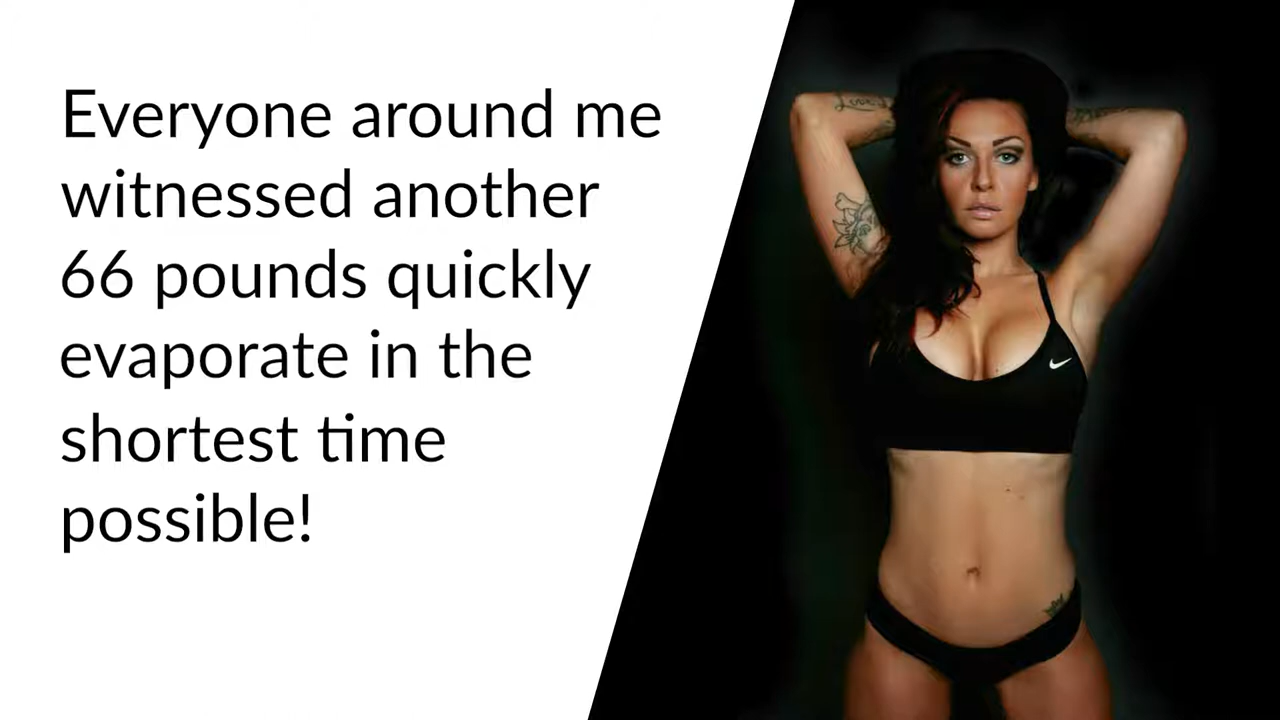 Everyone around me
witnessed another
66 pounds quickly
evaporate in the
shortest time
possible!